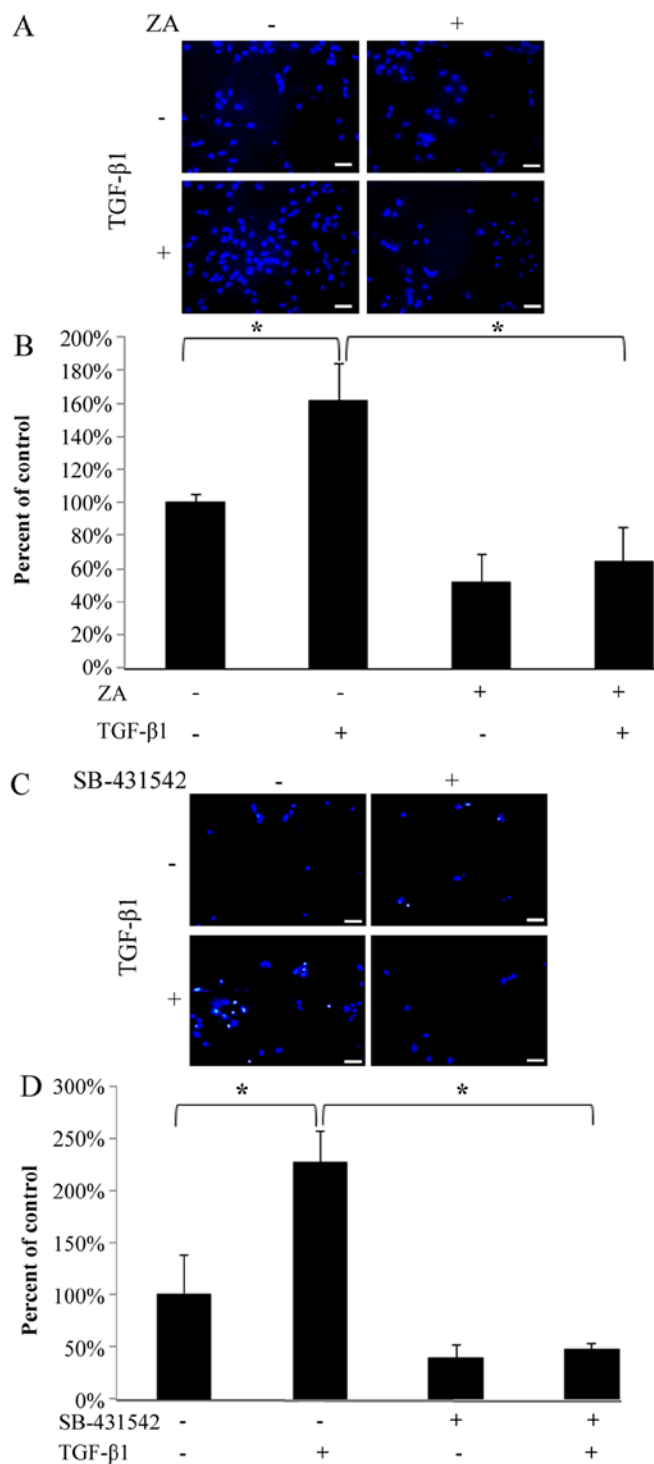 A
ZA - +
-
TGF-β1
+
B
* *
200%
180%
160%
140%
120%
100%
80%
60%
40%
20%
0%
Percent of control
ZA - - + +
TGF-β1 - + - +
C
SB-431542 - +
-
TGF-β1
+
D
* *
300%
250%
200%
150%
100%
50%
0%
Percent of control
SB-431542 - - + +
TGF-β1 - + - +